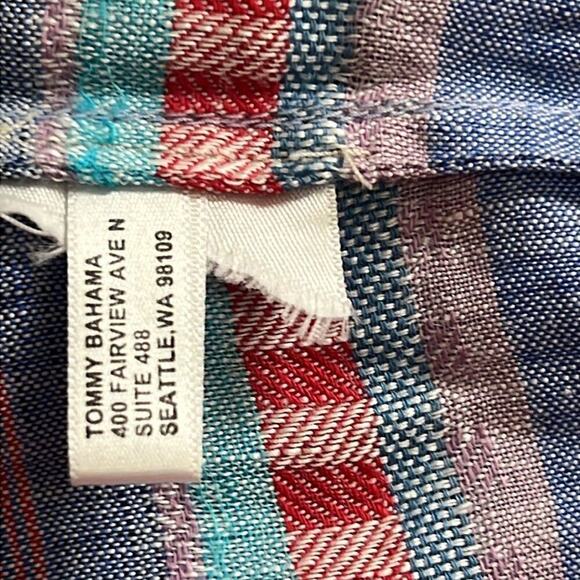 TOMMY BAHAMA
400 FAIRVIEW AVE N
SUITE 488
SEATTLE,WA 98109